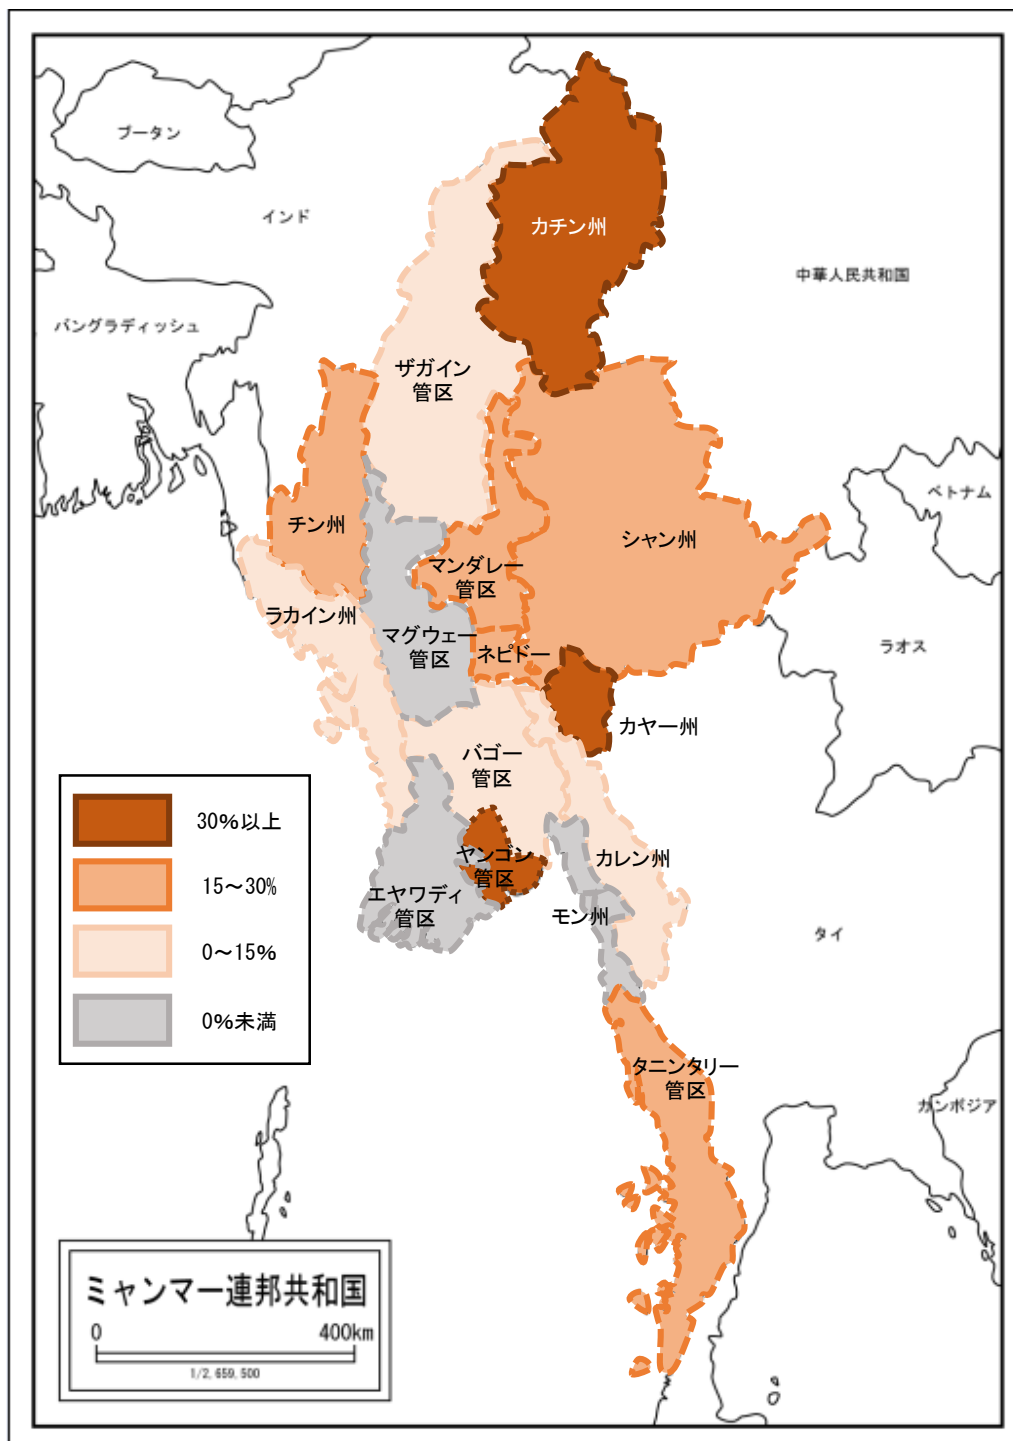 ブータン
インド
カチン州
中華人民共和国
バングラディッシュ
ザガイン
管区
ベトナム
チン州
シャン州
マンダレー
管区
ラカイン州
マグウェー
管区
ネピドー
ラオス
カヤー州
バゴー
管区
30%以上
15～30%
0～15%
0%未満
ヤンゴン
管区
カレン州
エヤワディ
管区
モン州
タイ
タニンタリー
管区
カンボジア
ミャンマー連邦共和国
0 400km
1/2,659,500